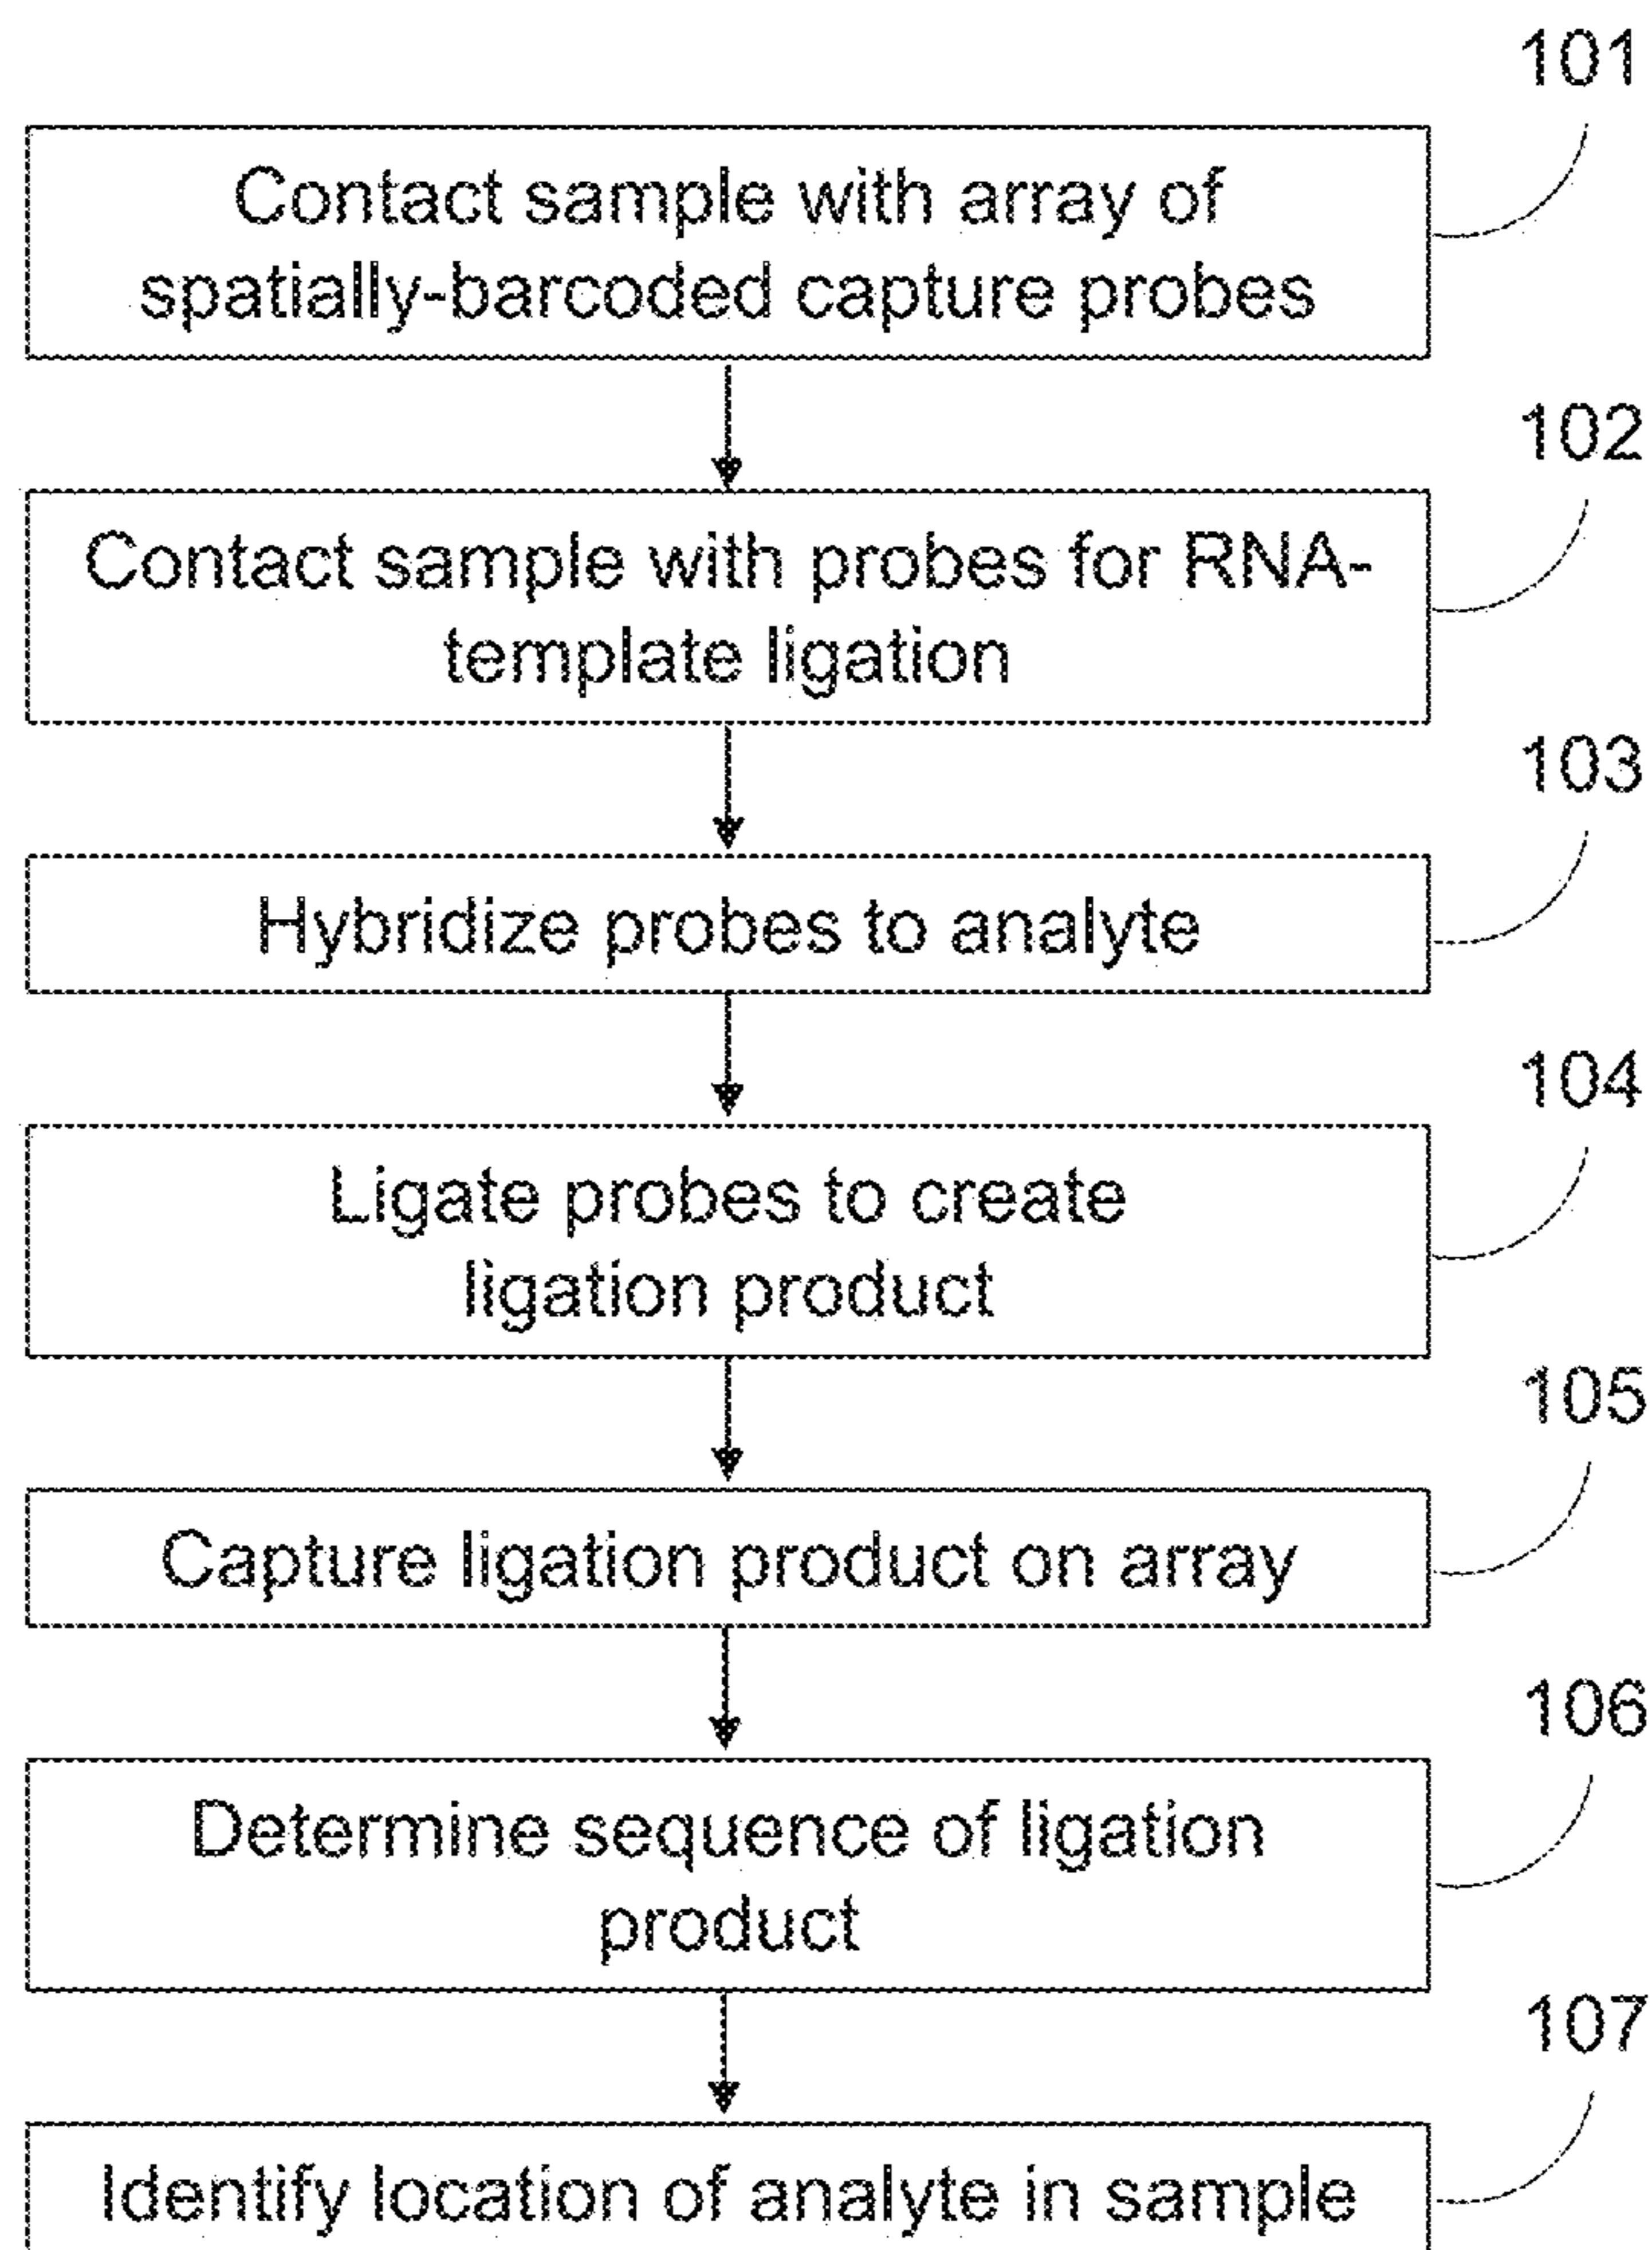 101
Contact sample with array of
spatially-barcoded capture probes
102
Contact sample with probes for RNA-
template ligation
103
Hybridize probes to analyte
104
Ligate probes to create
ligation product
105
Capture ligation product on array
106
Determine sequence of ligation
product
107
Identify location of analyte in sample